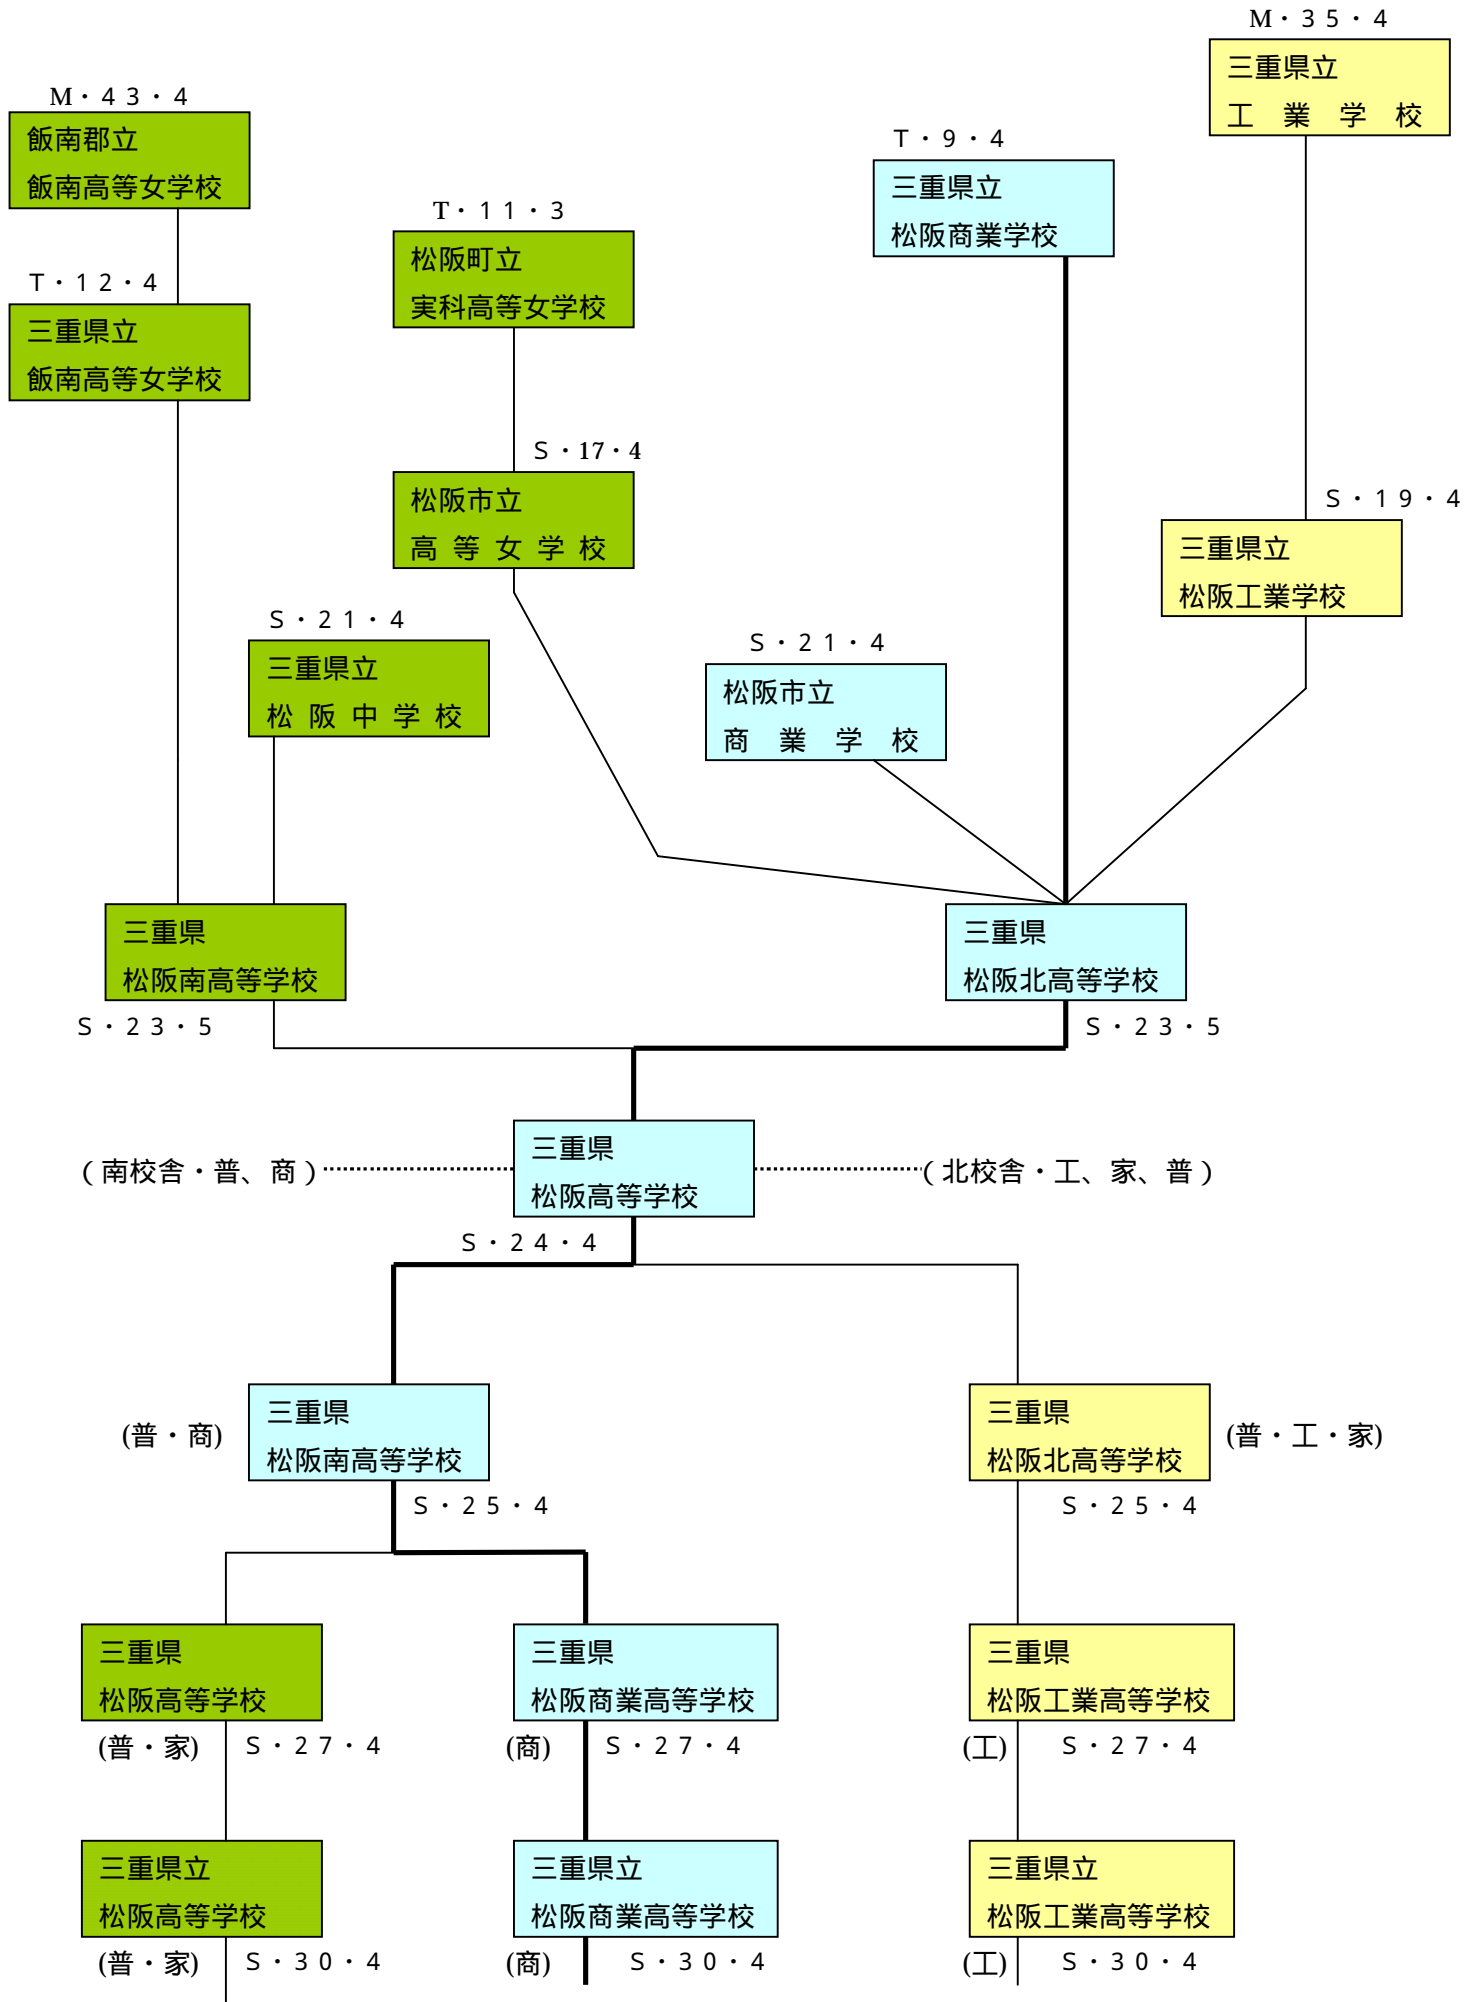 M・３５・４
三重県立
工　業　学　校
M・４３・４
飯南郡立
飯南高等女学校
Ｔ・９・４
三重県立
松阪商業学校
T・１１・３
松阪町立
実科高等女学校
Ｔ・１２・４
三重県立
飯南高等女学校
Ｓ・17・4
松阪市立
高 等 女 学 校
Ｓ・１９・４
三重県立
松阪工業学校
Ｓ・２１・４
三重県立
松 阪 中 学 校
Ｓ・２１・４
松阪市立
商　業　学　校
三重県
松阪南高等学校
Ｓ・２３・５
三重県
松阪北高等学校
Ｓ・２３・５
（南校舎・普、商）
三重県
松阪高等学校
（北校舎・工、家、普）
Ｓ・２４・４
(普・商)
三重県
松阪南高等学校
Ｓ・２５・４
三重県
松阪北高等学校
(普・工・家)
Ｓ・２５・４
三重県
松阪高等学校
(普・家)　Ｓ・２７・４
三重県
松阪商業高等学校
(商)　Ｓ・２７・４
三重県
松阪工業高等学校
(工)　Ｓ・２７・４
三重県立
松阪高等学校
(普・家)　Ｓ・３０・４
三重県立
松阪商業高等学校
(商)　Ｓ・３０・４
三重県立
松阪工業高等学校
(工)　Ｓ・３０・４